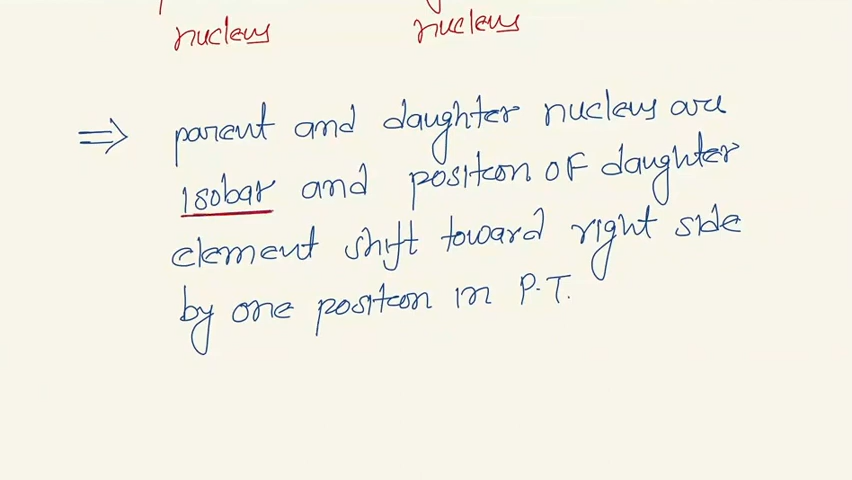 nucleus nucleus
⇒ parent and daughter nucleus are
isobar and position of daughter
element shift toward right side
by one position in P.T.